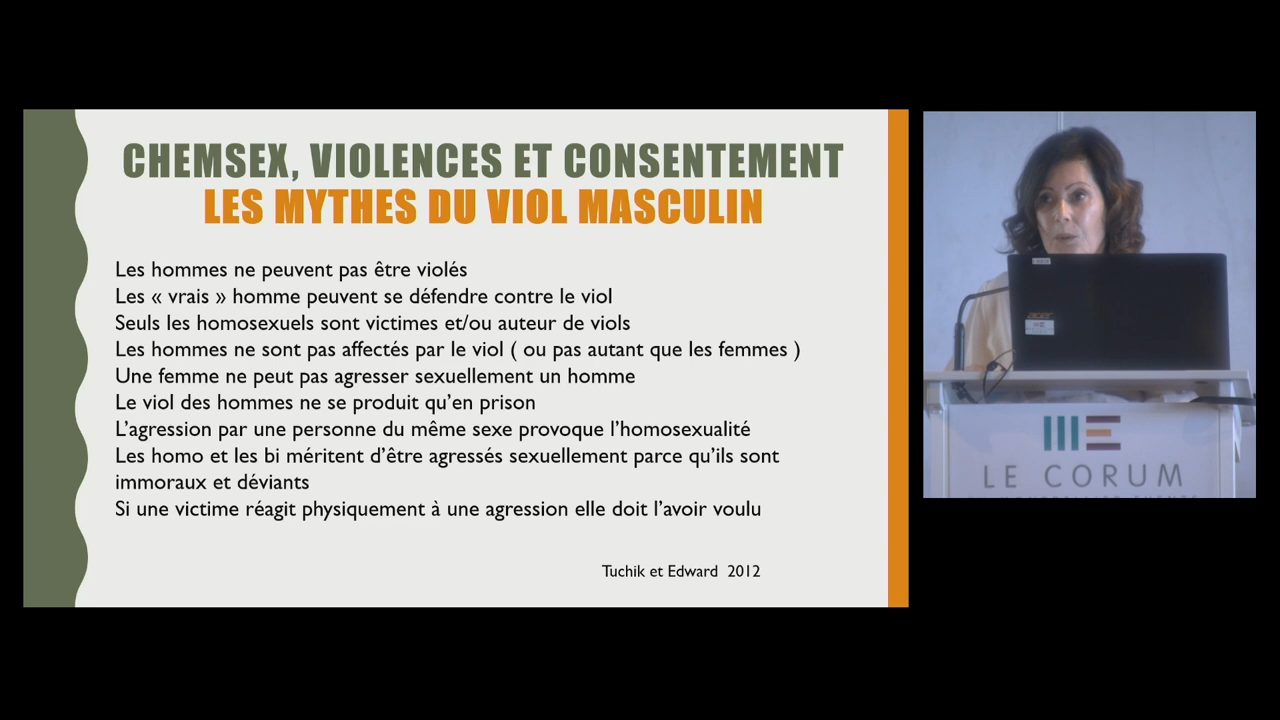 CHEMSEX, VIOLENCES ET CONSENTEMENT
LES MYTHES DU VIOL MASCULIN
Les hommes ne peuvent pas être violés
Les « vrais » homme peuvent se défendre contre le viol
Seuls les homosexuels sont victimes et/ou auteur de viols
Les hommes ne sont pas affectés par le viol ( ou pas autant que les femmes )
Une femme ne peut pas agresser sexuellement un homme
Le viol des hommes ne se produit qu’en prison
L’agression par une personne du même sexe provoque l’homosexualité
Les homo et les bi méritent d’être agressés sexuellement parce qu’ils sont
immoraux et déviants
Si une victime réagit physiquement à une agression elle doit l’avoir voulu
Tuchik et Edward 2012
acer
LE CORUM